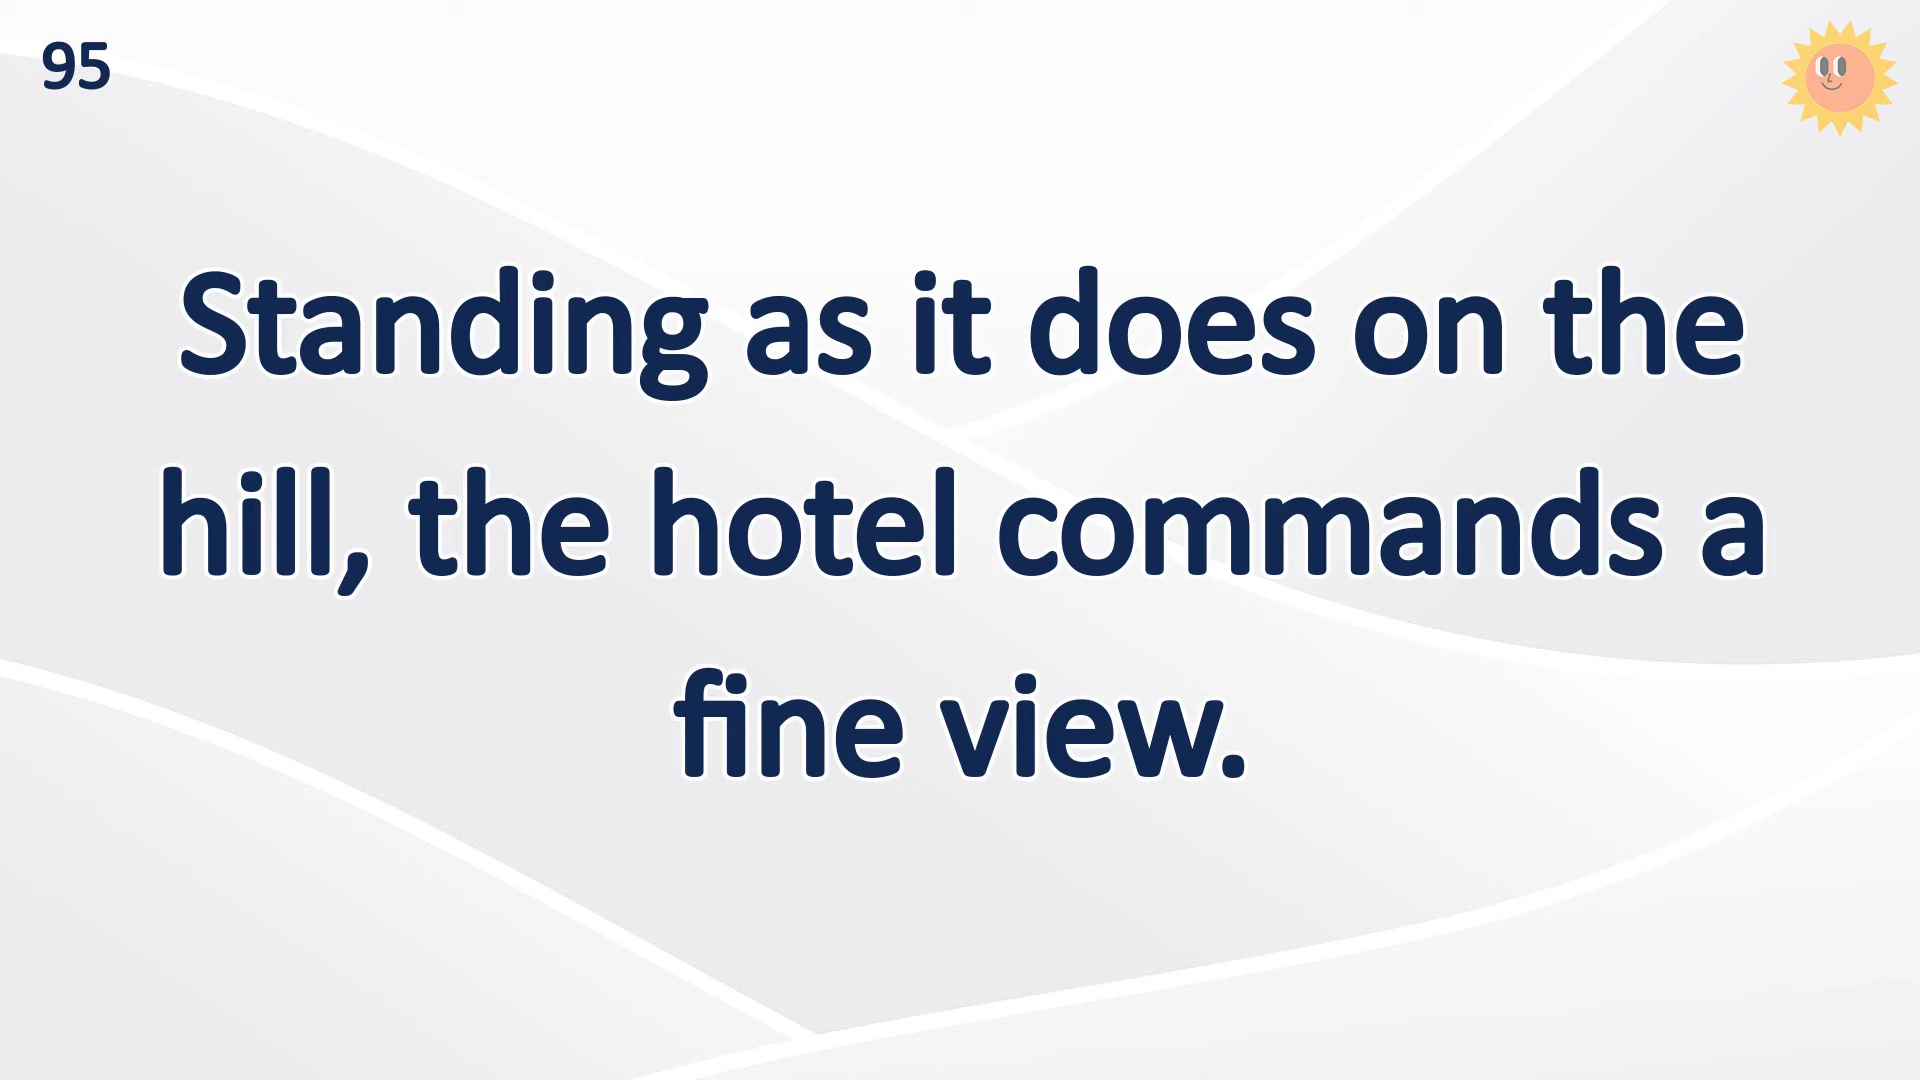 95
Standing as it does on the
hill, the hotel commands a
fine view.